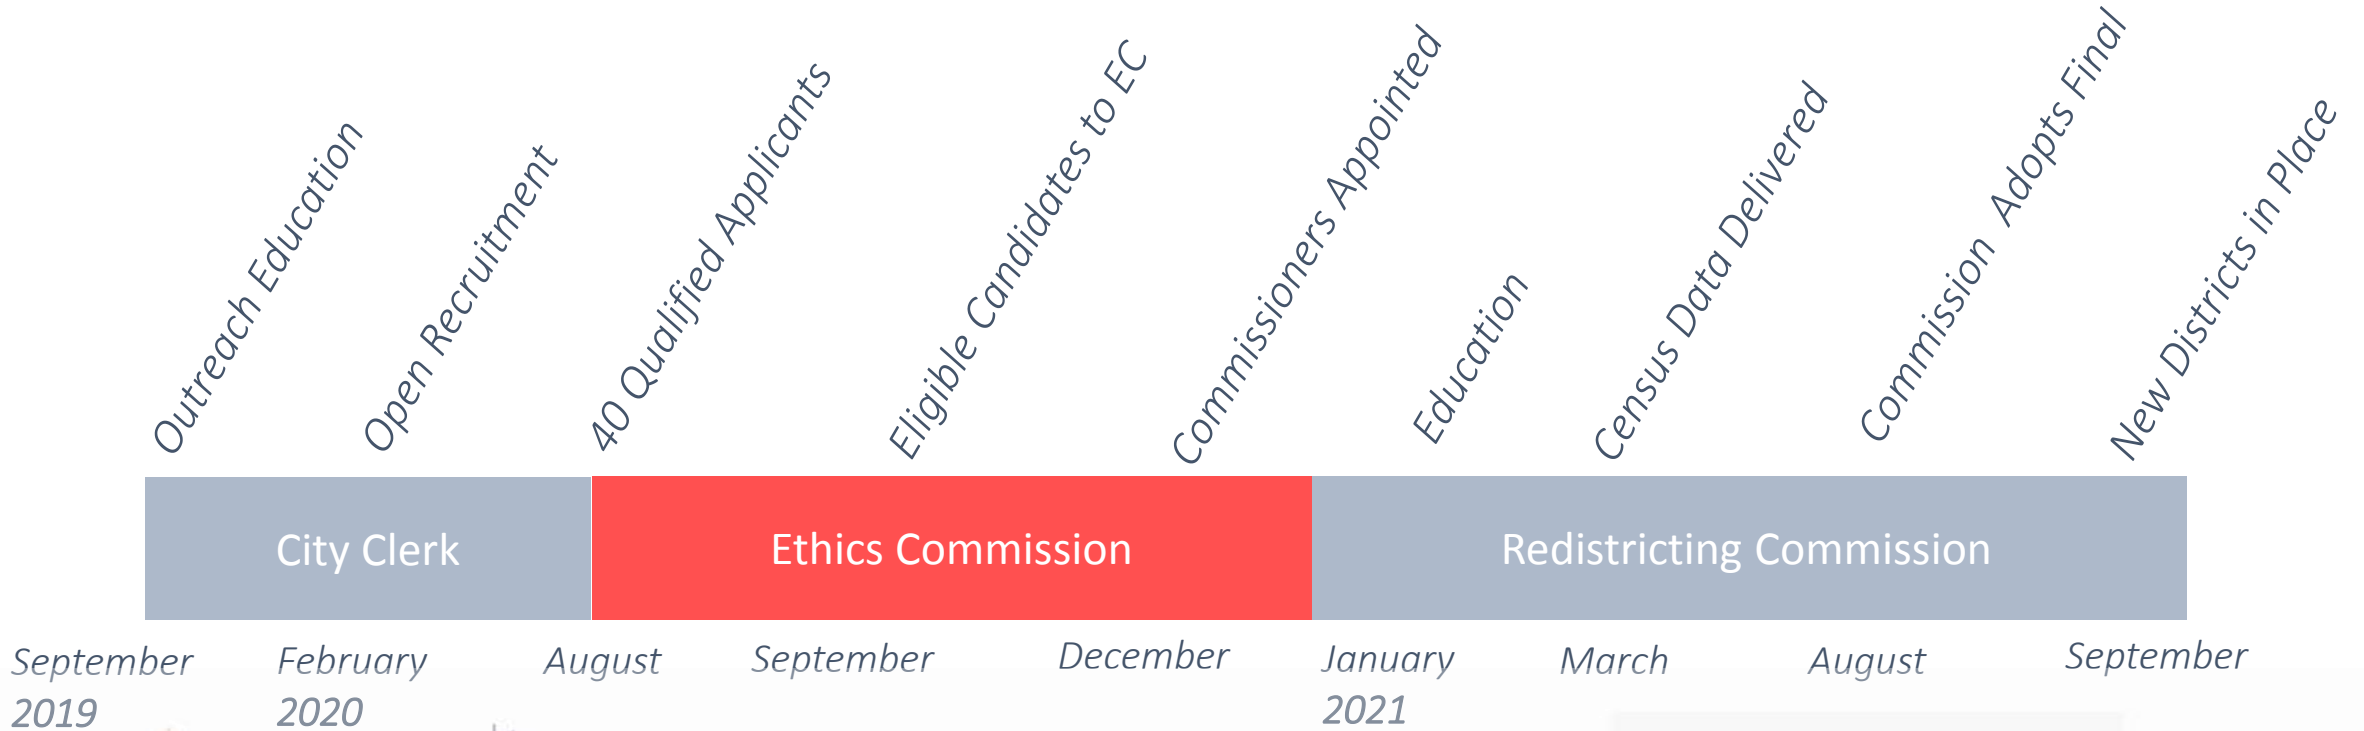 Outreach Education
Open Recruitment
40 Qualified Applicants
Eligible Candidates to EC
Commissioners Appointed
Education
Census Data Delivered
Commission Adopts Final
New Districts in Place
City Clerk
Ethics Commission
Redistricting Commission
September
2019
February
2020
August
September
December
January
2021
March
August
September